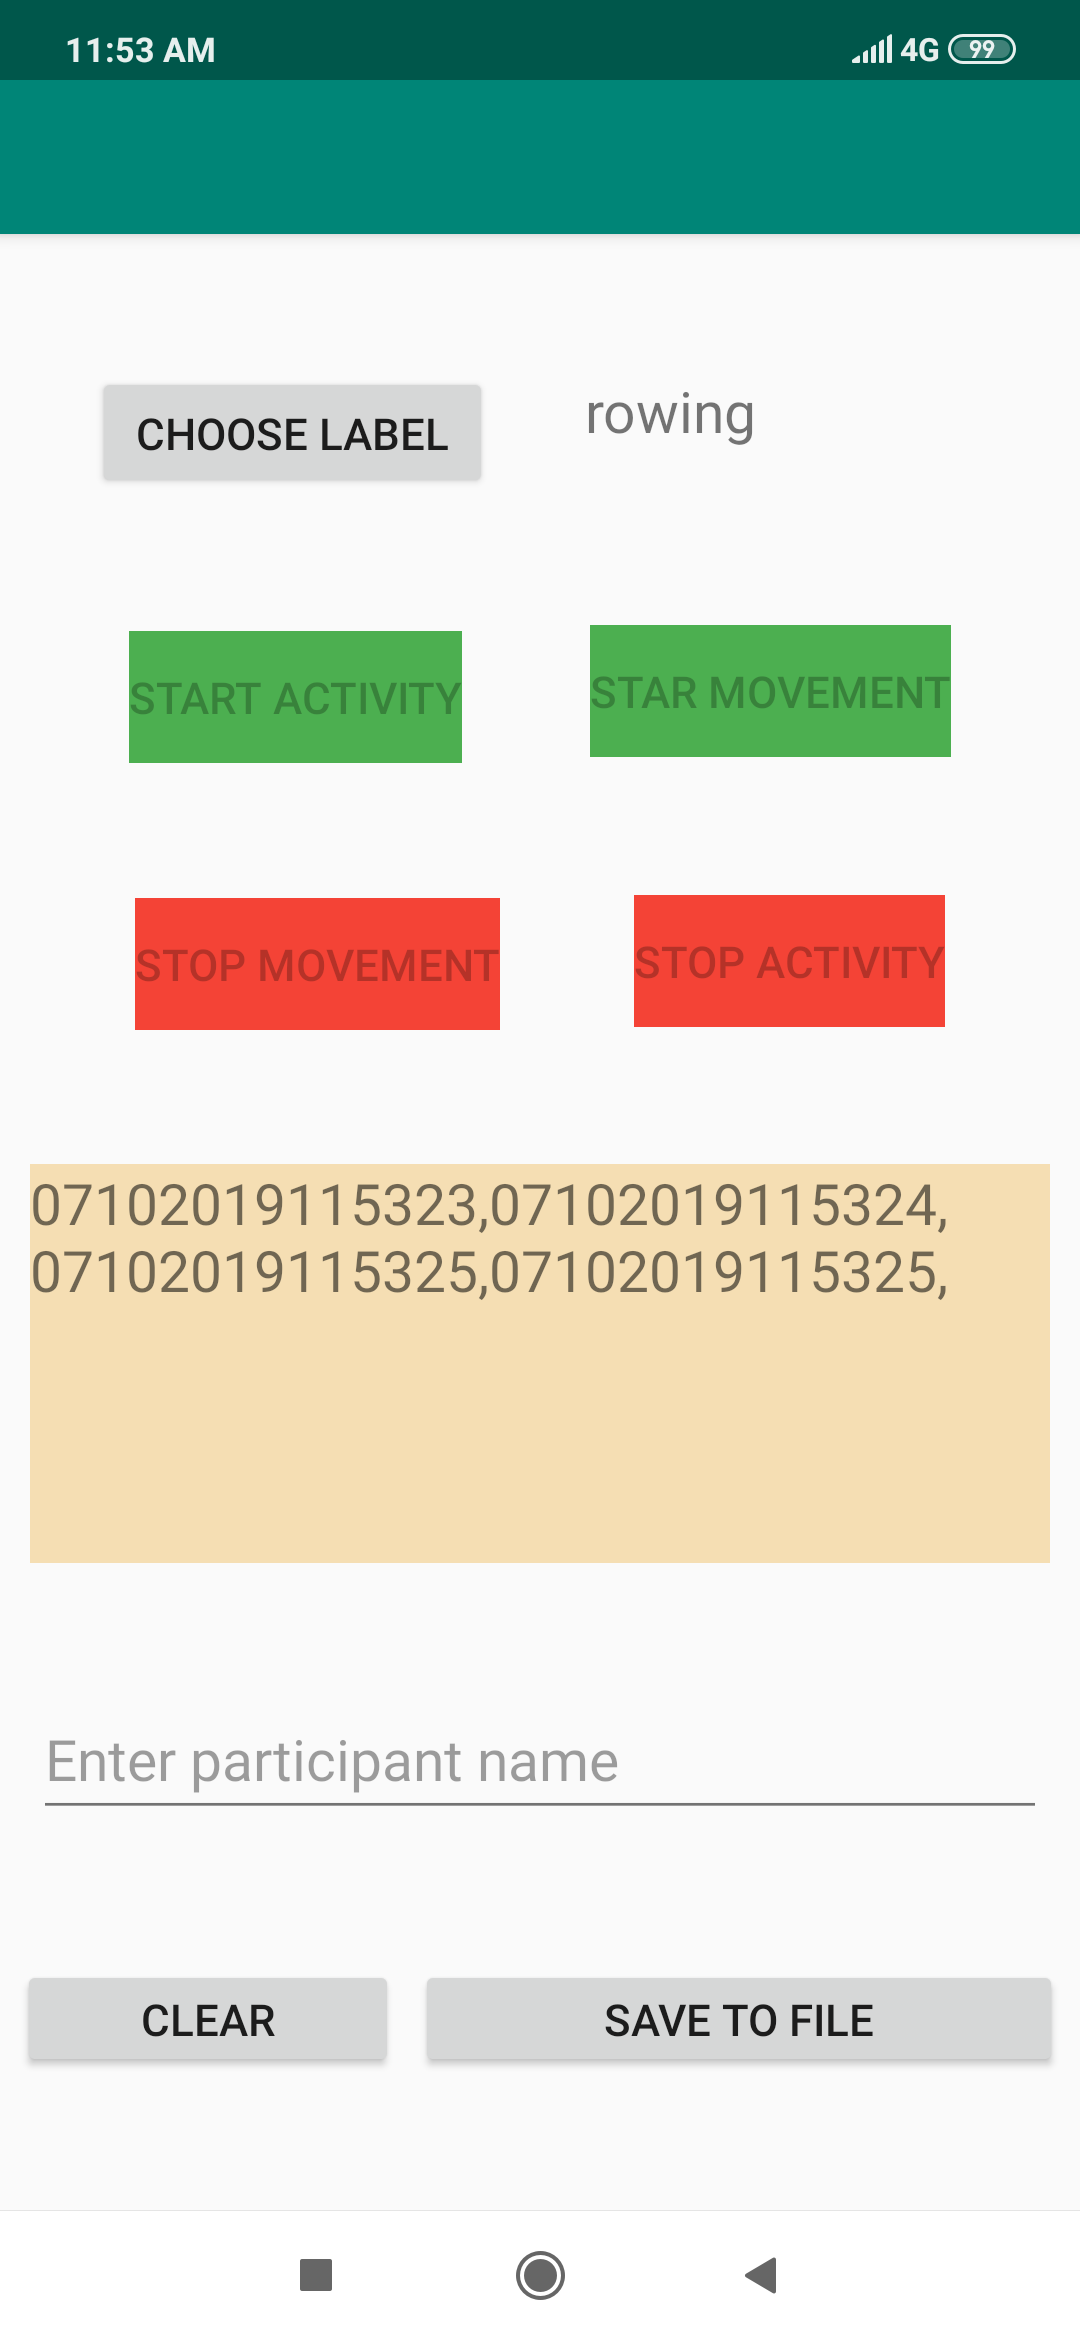 11:53 AM 4G 99
CHOOSE LABEL rowing
START ACTIVITY STAR MOVEMENT
STOP MOVEMENT STOP ACTIVITY
07102019115323,07102019115324,
07102019115325,07102019115325,
Enter participant name
CLEAR SAVE TO FILE